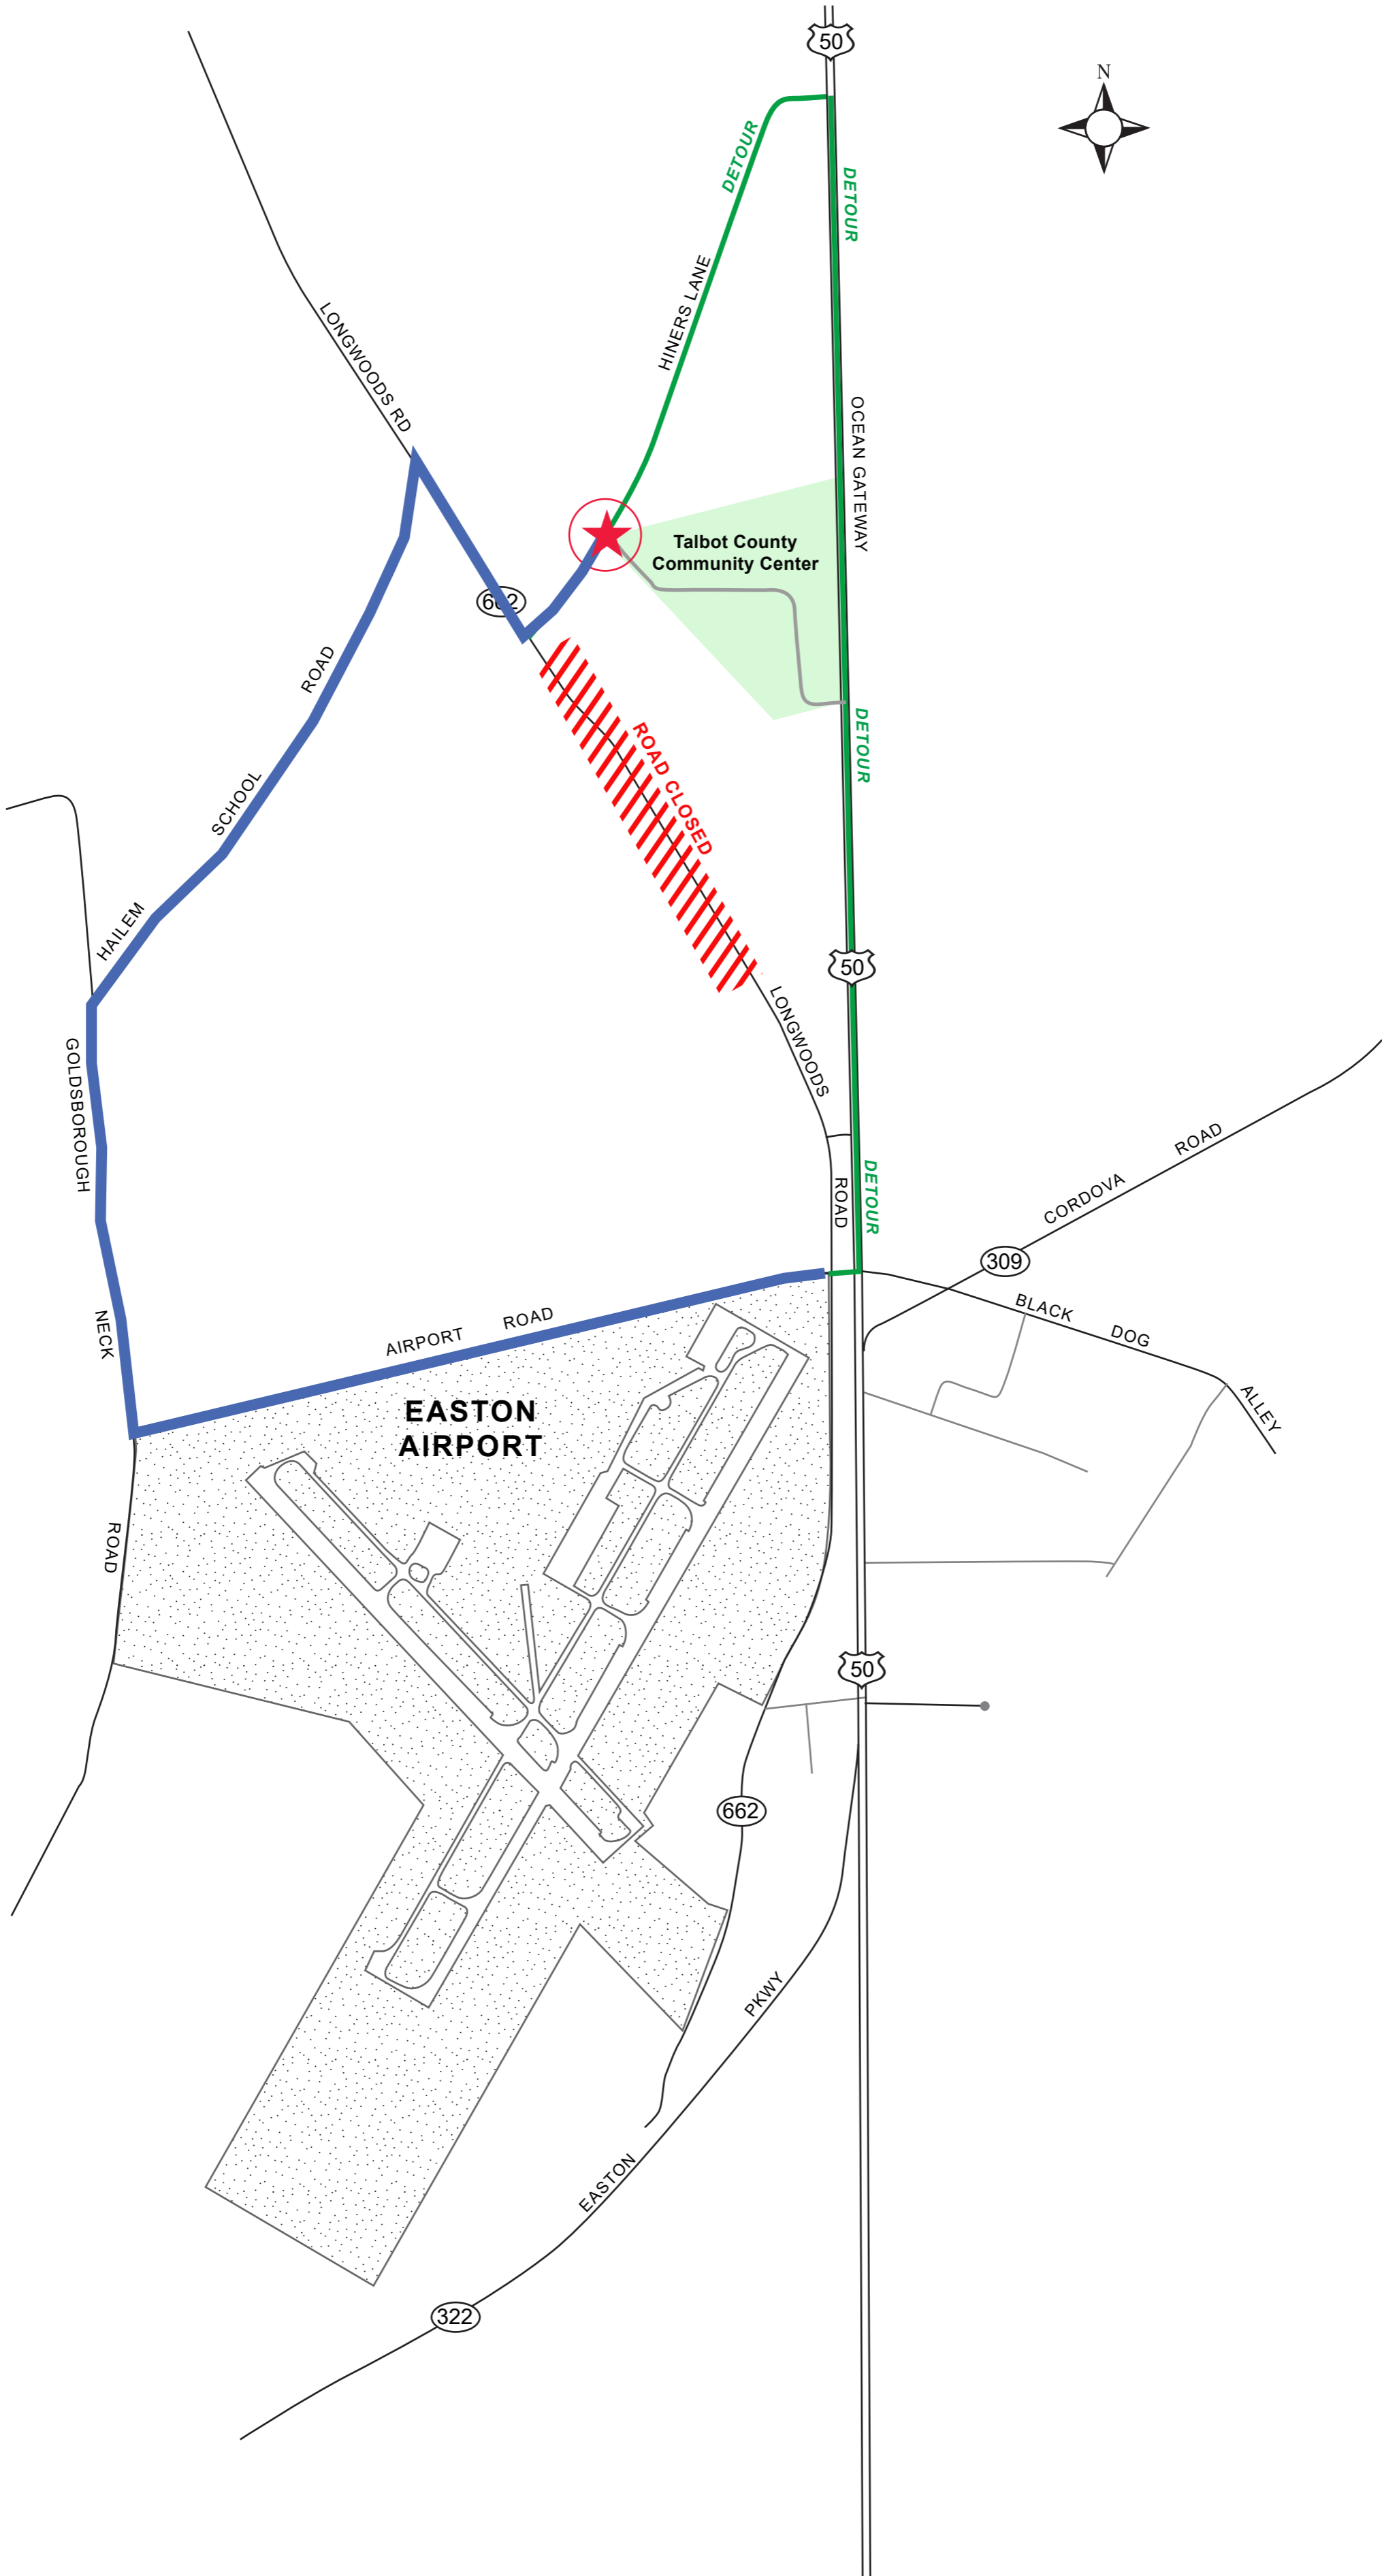 50
N
DETOUR
DETOUR
HINERS LANE
LONGWOODS RD
OCEAN GATEWAY
Talbot County
Community Center
662
ROAD
ROAD CLOSED
DETOUR
SCHOOL
HAILEM
50
LONGWOODS
GOLDSBOROUGH
ROAD
CORDOVA
ROAD
DETOUR
309
NECK
AIRPORT ROAD
BLACK
DOG
ALLEY
EASTON
AIRPORT
ROAD
50
662
PKWY
EASTON
322